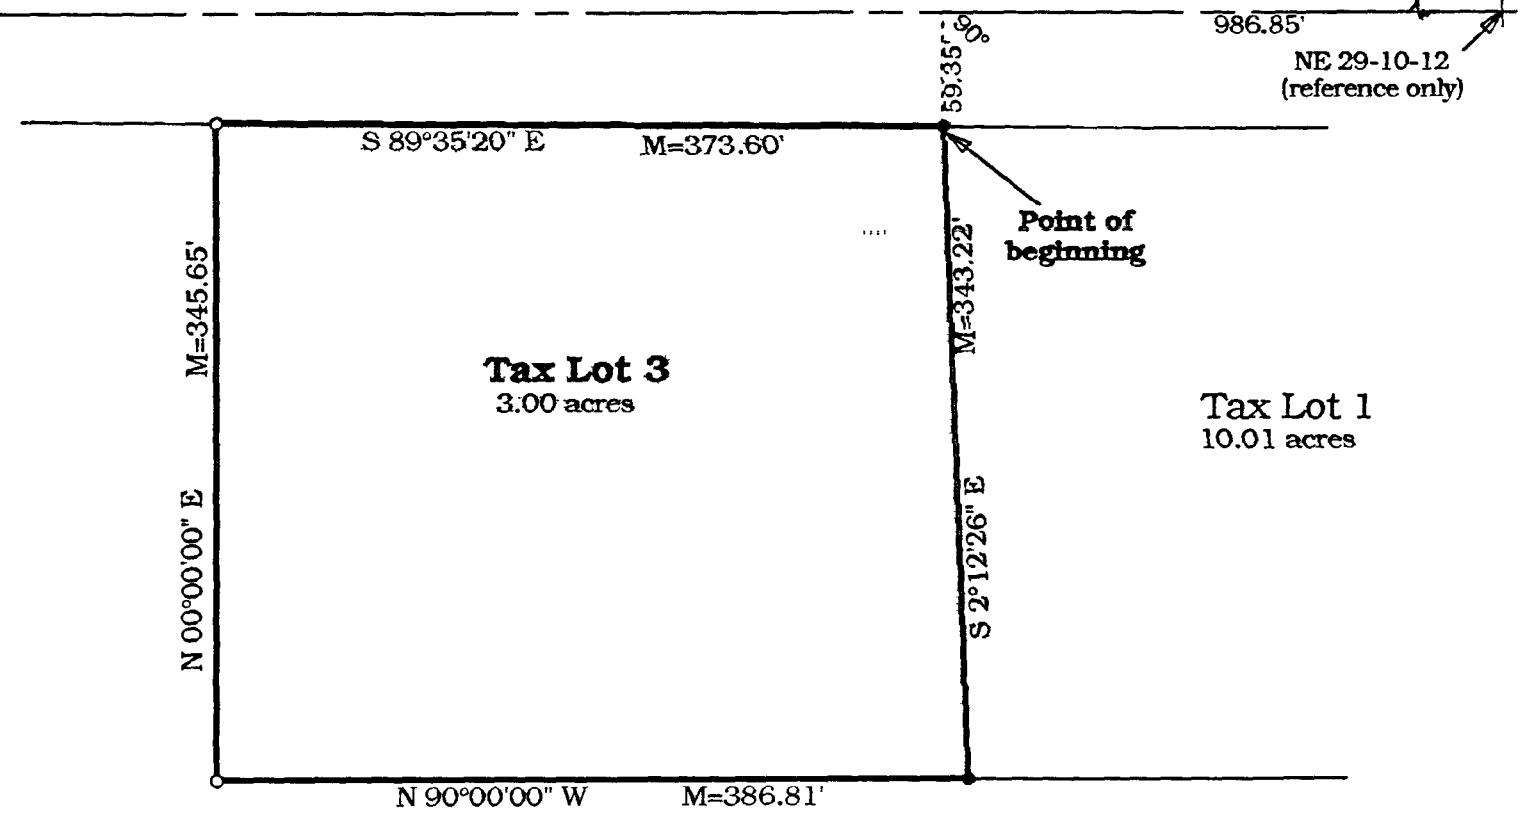 90°
986.85'
59.35'
NE 29-10-12
(reference only)
S 89°35'20" E M=373.60'
Point of
beginning
M=345.65'
M=343.22'
Tax Lot 3
3.00 acres
Tax Lot 1
10.01 acres
N 00°00'00" E
S 2°12'26" E
N 90°00'00" W M=386.81'